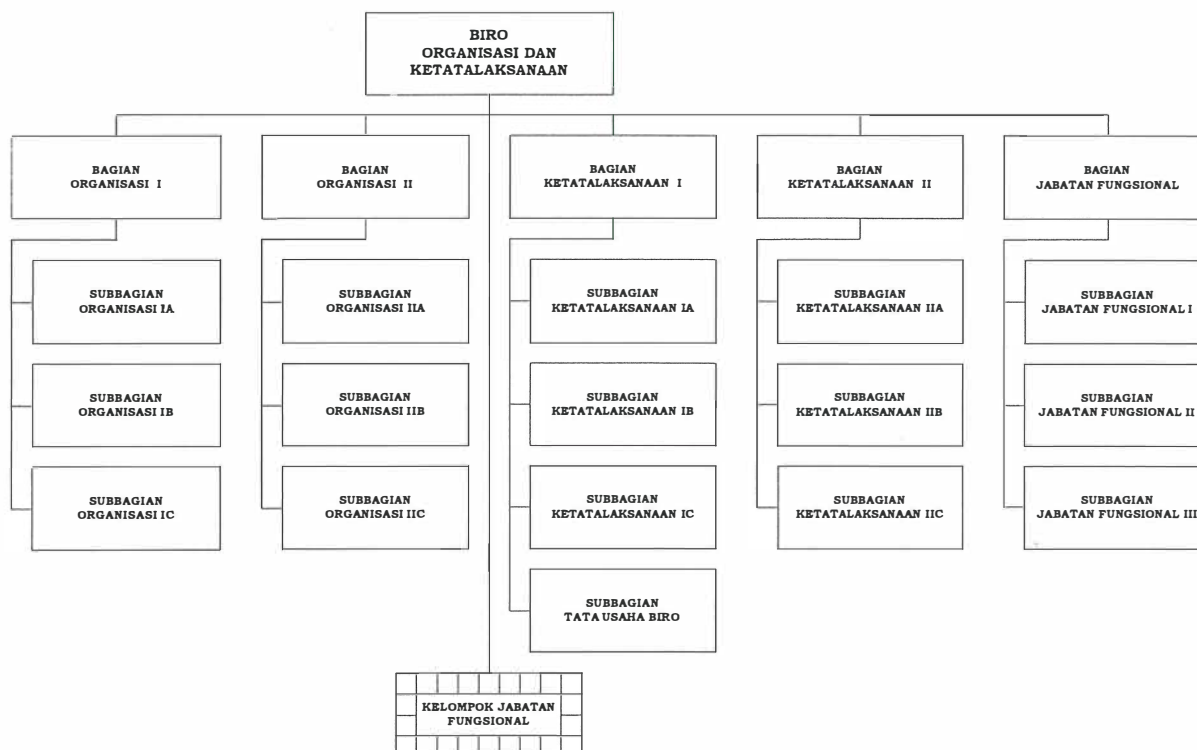 BIRO
ORGANISASI DAN
KETATALAKSANAAN
BAGIAN
ORGANISASI I
BAGIAN
ORGANISASI II
BAGIAN
KETATALAKSANAAN I
BAGIAN
KETATALAKSANAAN II
BAGIAN
JABATAN FUNGSIONAL
SUBBAGIAN
ORGANISASI IA
SUBBAGIAN
ORGANISASI IIA
SUBBAGIAN
KETATALAKSANAAN IA
SUBBAGIAN
KETATALAKSANAAN IIA
SUBBAGIAN
JABATAN FUNGSIONAL I
SUBBAGIAN
ORGANISASI IB
SUBBAGIAN
ORGANISASI IIB
SUBBAGIAN
KETATALAKSANAAN IB
SUBBAGIAN
KETATALAKSANAAN IIB
SUBBAGIAN
JABATAN FUNGSIONAL II
SUBBAGIAN
ORGANISASI IC
SUBBAGIAN
ORGANISASI IIC
SUBBAGIAN
KETATALAKSANAAN IC
SUBBAGIAN
KETATALAKSANAAN IIC
SUBBAGIAN
JABATAN FUNGSIONAL III
SUBBAGIAN
TATA USAHA BIRO
KELOMPOK JABATAN
FUNGSIONAL